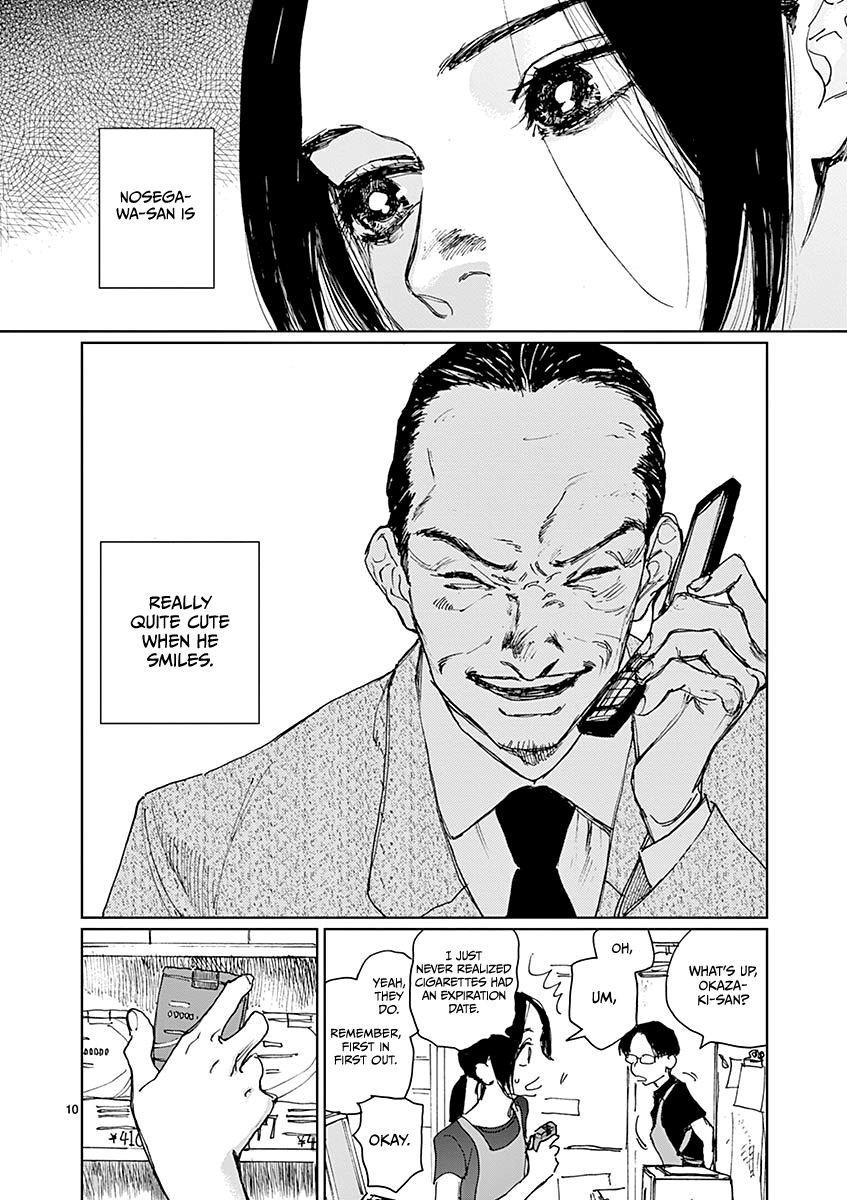 NOSEGA-
WA-SAN IS
REALLY
QUITE CUTE
WHEN HE
SMILES.
¥410
WHAT'S UP,
OKAZA-
KI-SAN?
OH,
UM,
I JUST
NEVER REALIZED
CIGARETTES HAD
AN EXPIRATION
DATE.
YEAH,
THEY
DO.
REMEMBER,
FIRST IN
FIRST OUT.
OKAY.
10